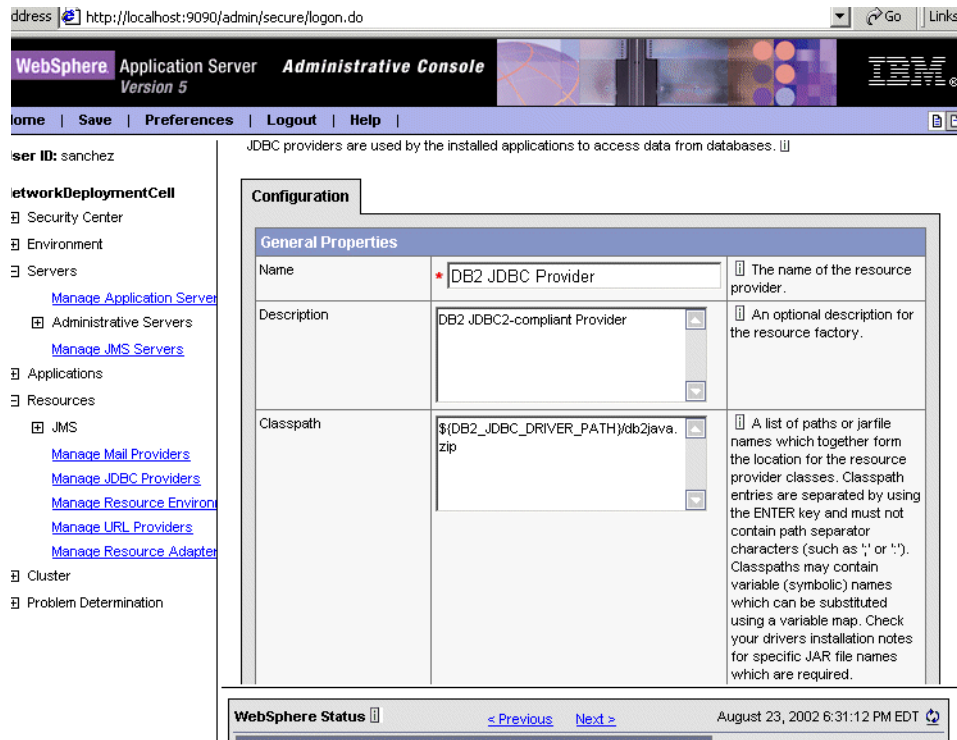 ddress http://localhost:9090/admin/secure/logon.do Go Links
WebSphere. Application Server Administrative Console
Version 5
IBM®
ome | Save | Preferences | Logout | Help |
ser ID: sanchez
JDBC providers are used by the installed applications to access data from databases. i
etworkDeploymentCell
Security Center
Environment
Servers
Manage Application Server
Administrative Servers
Manage JMS Servers
Applications
Resources
JMS
Manage Mail Providers
Manage JDBC Providers
Manage Resource Environ
Manage URL Providers
Manage Resource Adapter
Cluster
Problem Determination
Configuration
General Properties
Name
* DB2 JDBC Provider
i The name of the resource
provider.
Description
DB2 JDBC2-compliant Provider
i An optional description for
the resource factory.
Classpath
${DB2_JDBC_DRIVER_PATH}/db2java.
zip
i A list of paths or jarfile
names which together form
the location for the resource
provider classes. Classpath
entries are separated by using
the ENTER key and must not
contain path separator
characters (such as ';' or ':').
Classpaths may contain
variable (symbolic) names
which can be substituted
using a variable map. Check
your drivers installation notes
for specific JAR file names
which are required.
WebSphere Status i
< Previous Next >
August 23, 2002 6:31:12 PM EDT